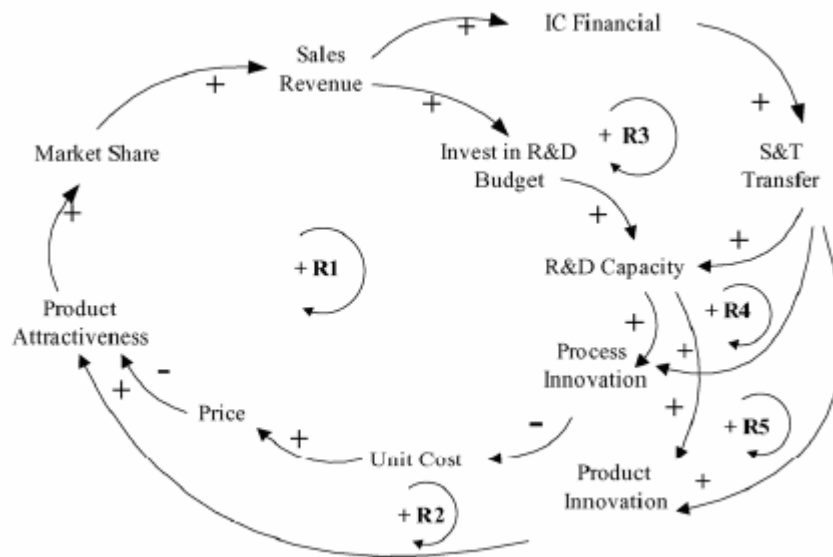 IC Financial
+
Sales
Revenue
+
+
+
+ R3
Market Share
Invest in R&D
Budget
S&T
Transfer
+
+
+
+ R1
R&D Capacity
Product
Attractiveness
+ R4
+
+
Process
Innovation
-
+
Price
+
+
-
+ R5
Unit Cost
+
Product
Innovation
+ R2